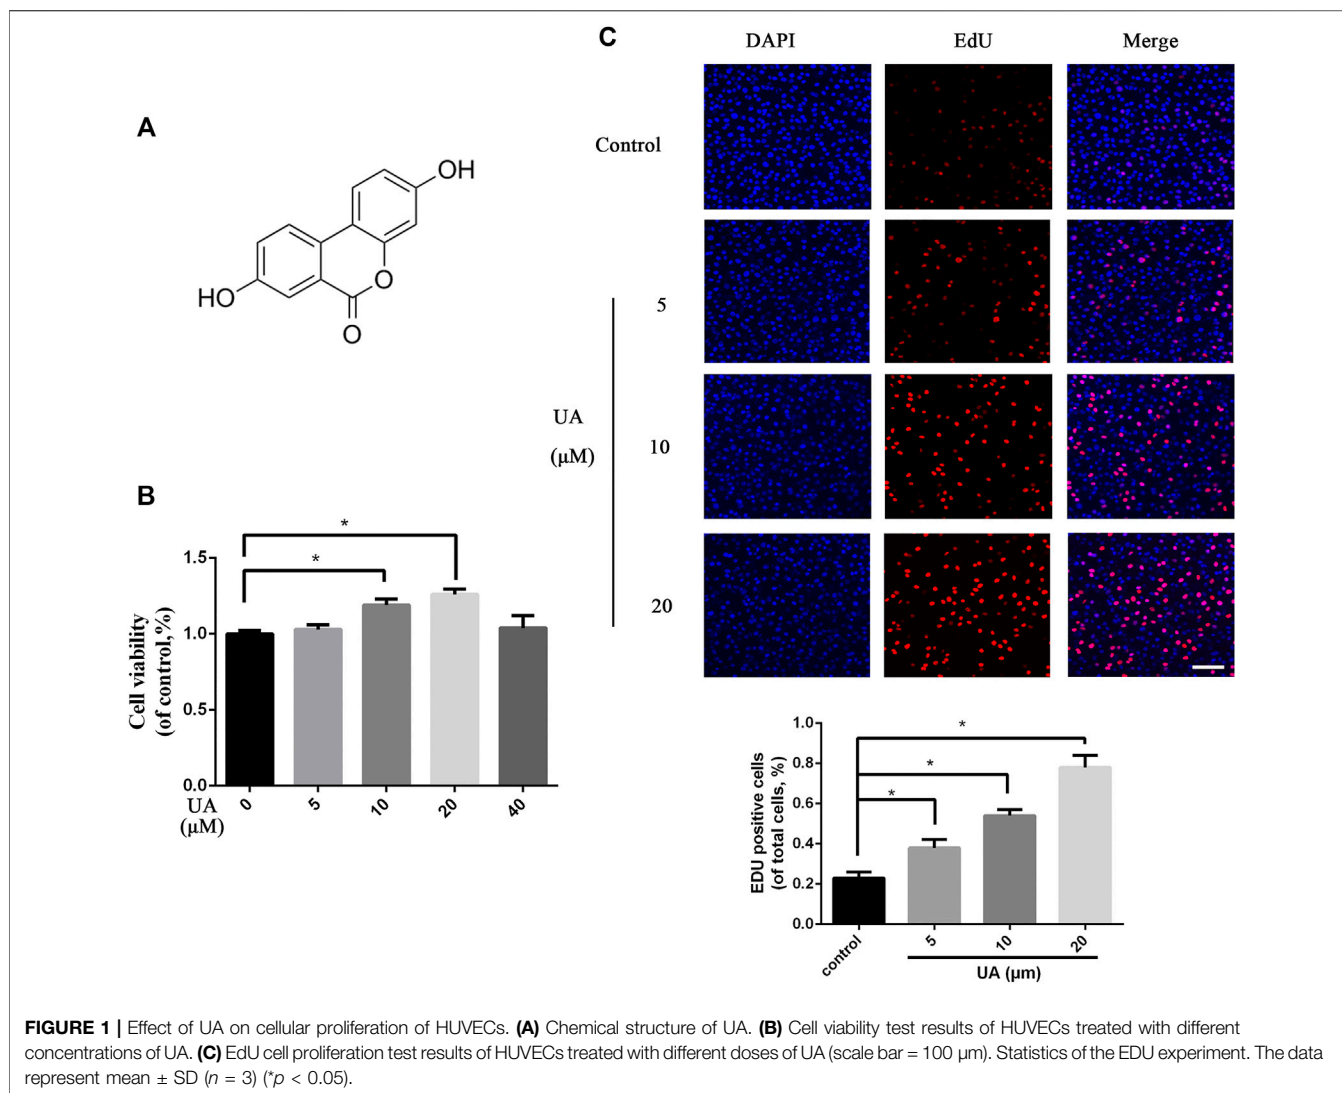 A
OH
HO
O
O
B
*
*
1.5
1.0
0.5
0.0
Cell viability
(of control,%)
UA
(μM)
0
5
10
20
40
C
DAPI
EdU
Merge
Control
5
UA
(μM)
10
20
1.0
0.8
0.6
0.4
0.2
0.0
EDU positive cells
(of total cells, %)
*
*
*
control
5
10
20
UA (μm)
FIGURE 1 | Effect of UA on cellular proliferation of HUVECs. (A) Chemical structure of UA. (B) Cell viability test results of HUVECs treated with different
concentrations of UA. (C) EdU cell proliferation test results of HUVECs treated with different doses of UA (scale bar = 100 μm). Statistics of the EDU experiment. The data
represent mean ± SD (n = 3) (*p < 0.05).